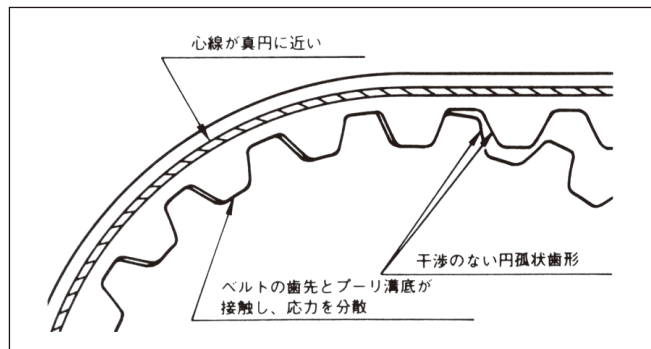 心線が真円に近い
干渉のない円孤状歯形
ベルトの歯先とプーリ溝底が
接触し、応力を分散